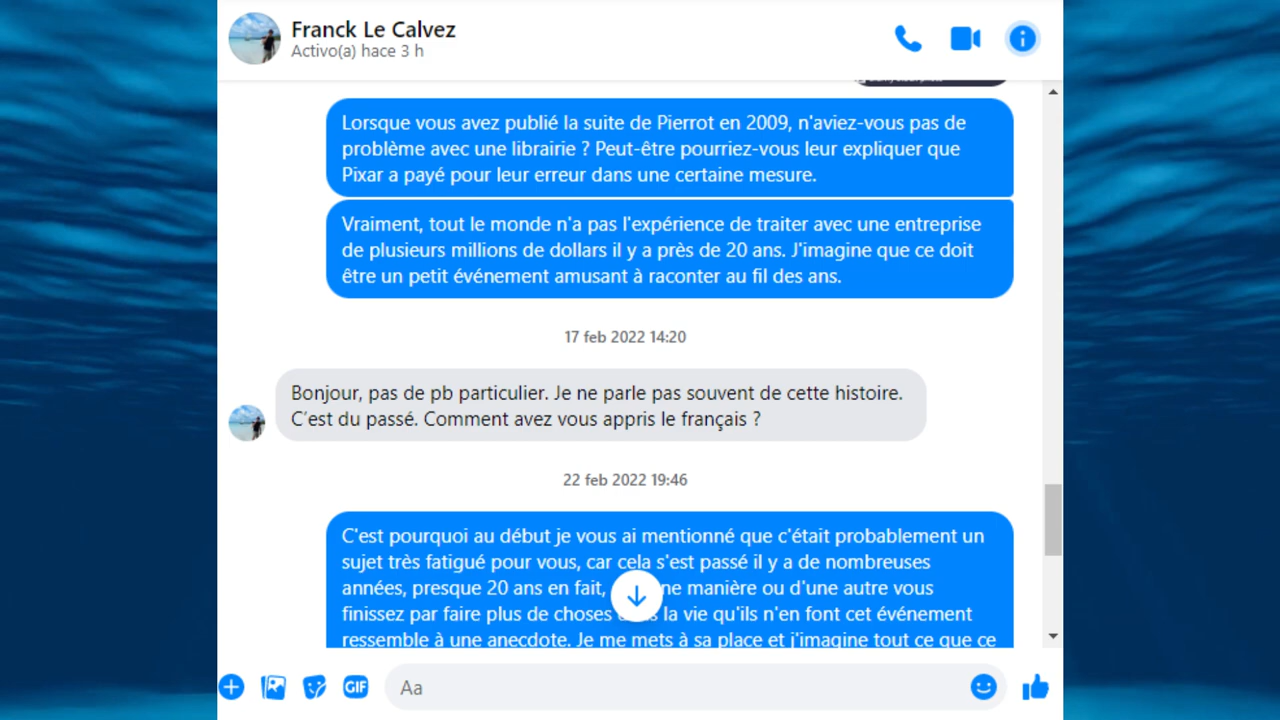 Franck Le Calvez
Activo(a) hace 3 h
Lorsque vous avez publié la suite de Pierrot en 2009, n'aviez-vous pas de
problème avec une librairie ? Peut-être pourriez-vous leur expliquer que
Pixar a payé pour leur erreur dans une certaine mesure.
Vraiment, tout le monde n'a pas l'expérience de traiter avec une entreprise
de plusieurs millions de dollars il y a près de 20 ans. J'imagine que ce doit
être un petit événement amusant à raconter au fil des ans.
17 feb 2022 14:20
Bonjour, pas de pb particulier. Je ne parle pas souvent de cette histoire.
C'est du passé. Comment avez vous appris le français ?
22 feb 2022 19:46
C'est pourquoi au début je vous ai mentionné que c'était probablement un
sujet très fatigué pour vous, car cela s'est passé il y a de nombreuses
années, presque 20 ans en fait, ne manière ou d'une autre vous
finissez par faire plus de choses la vie qu'ils n'en font cet événement
ressemble à une anecdote. Je me mets à sa place et j'imagine tout ce que ce
GIF
Aa